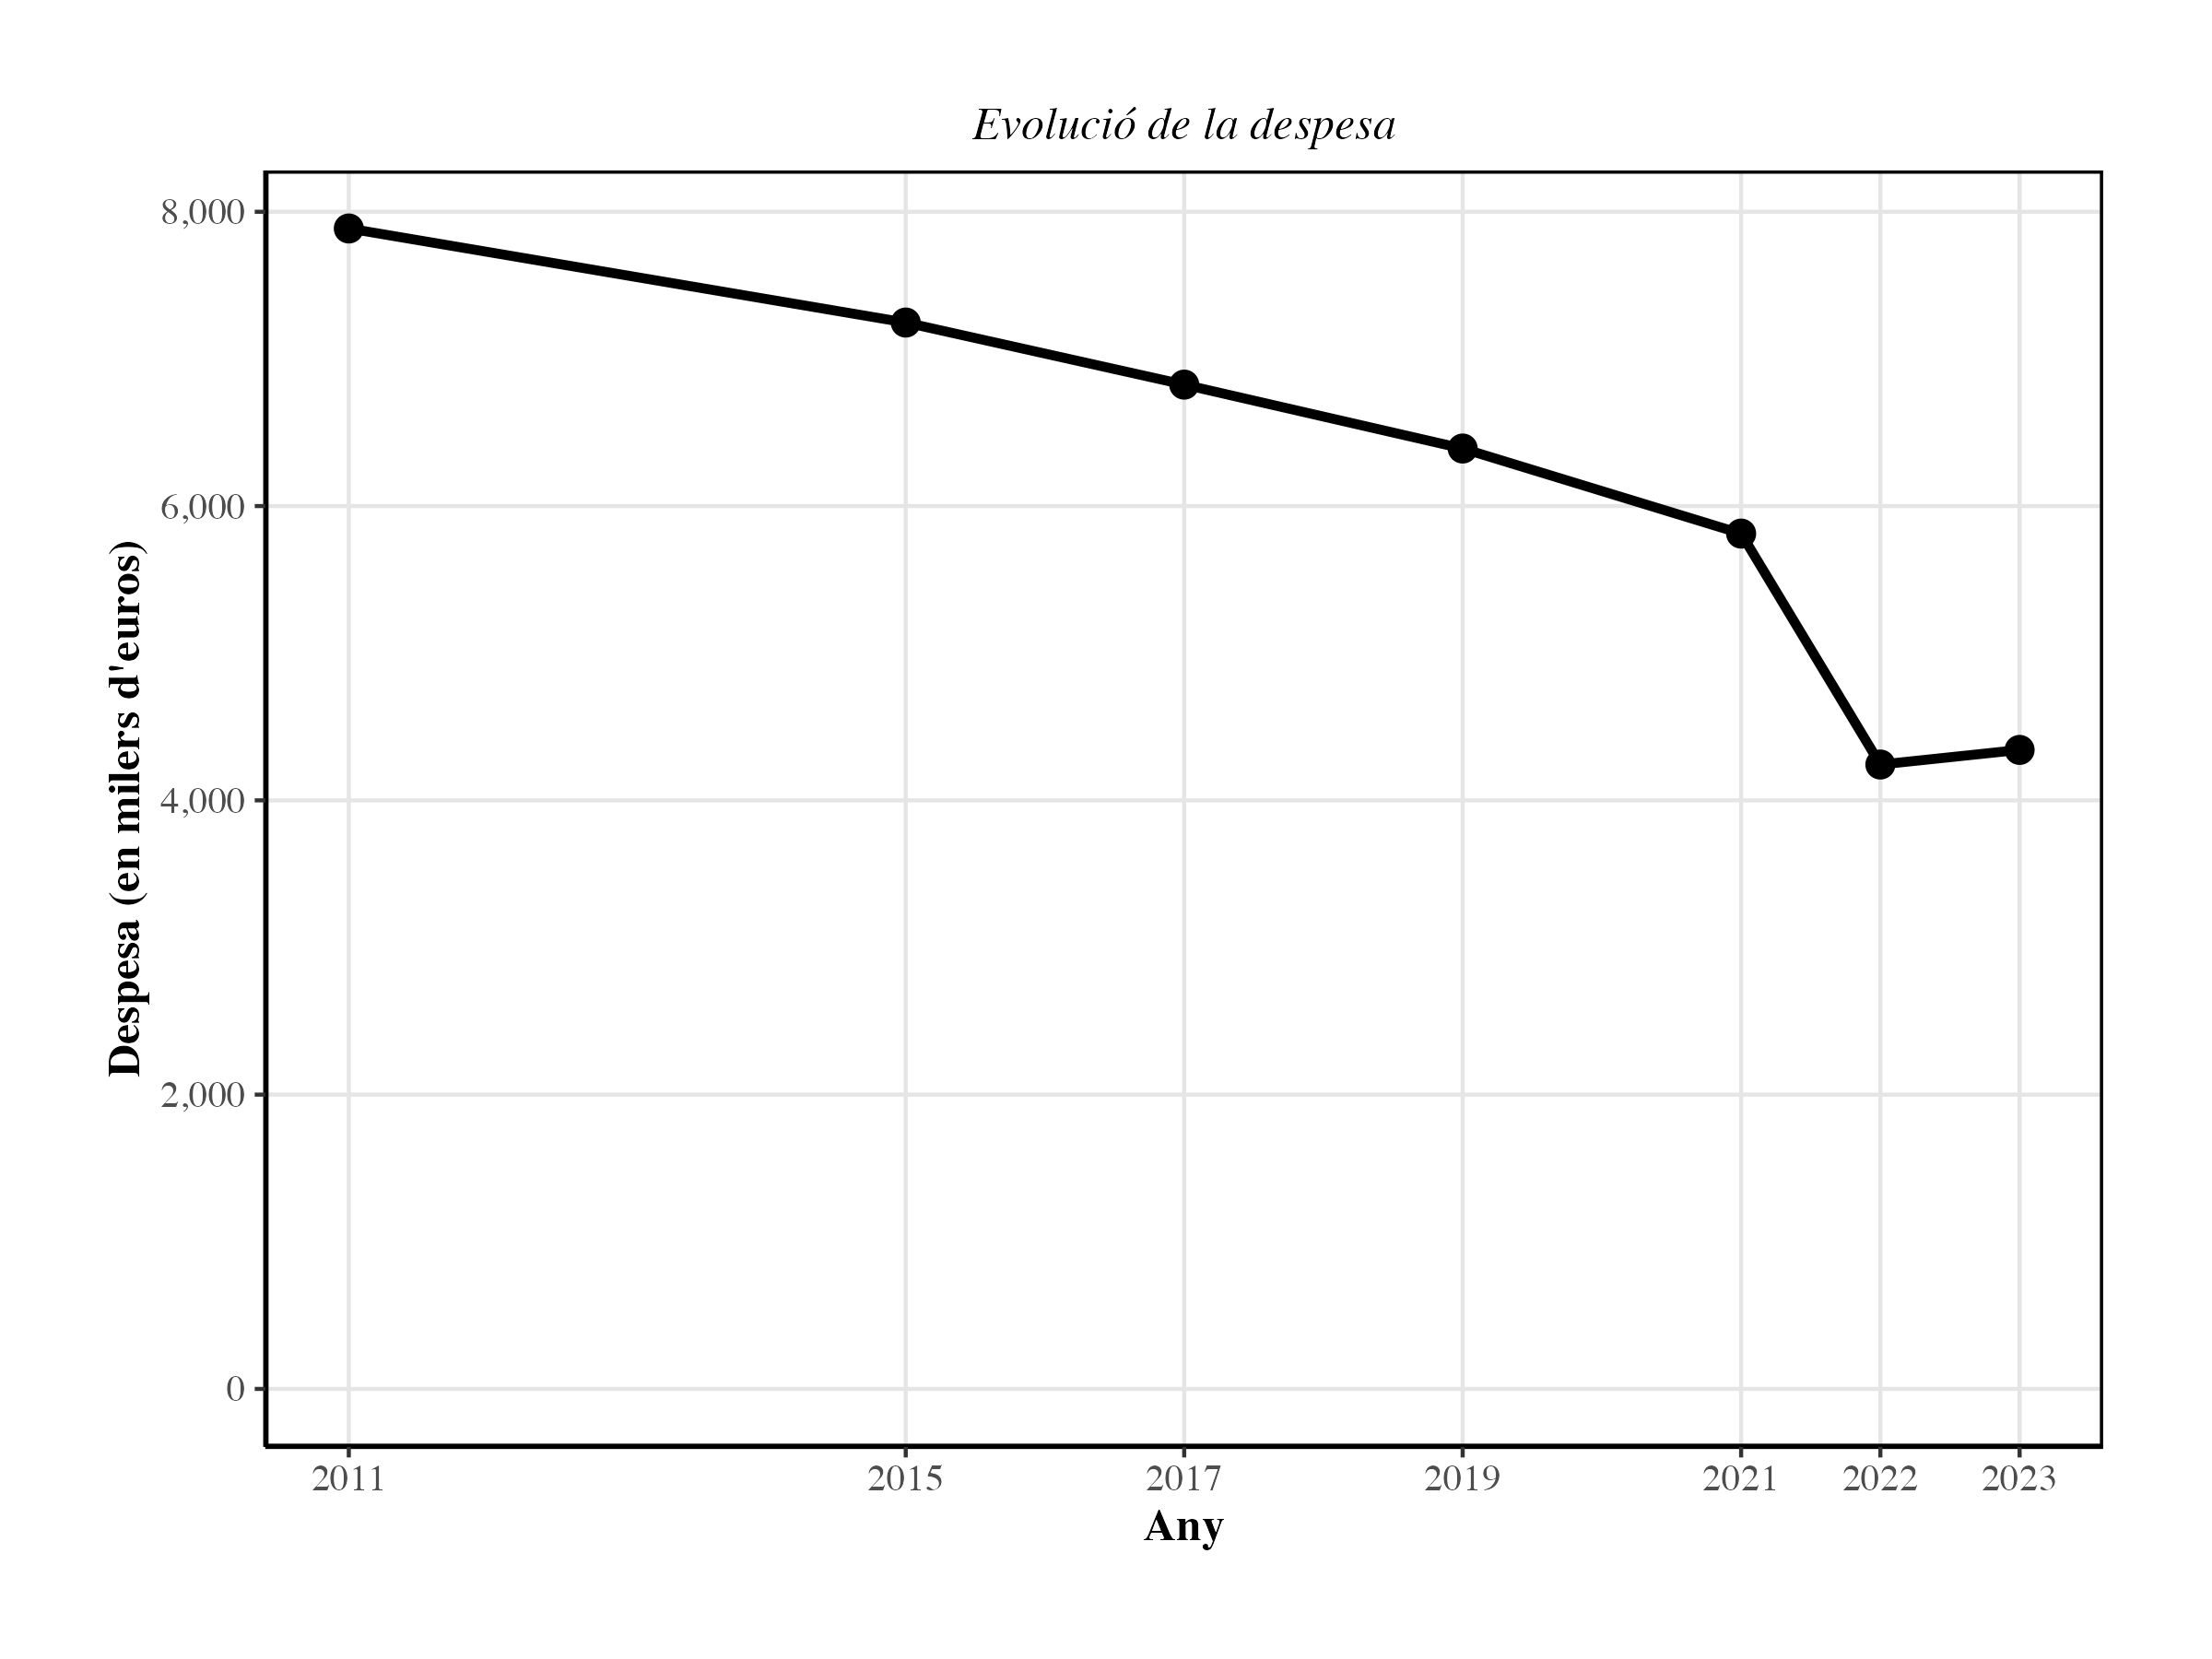 Evolució de la despesa
8,000
6,000
4,000
2,000
0
Despesa (en milers d'euros)
2011 2015 2017 2019 2021 2022 2023
Any